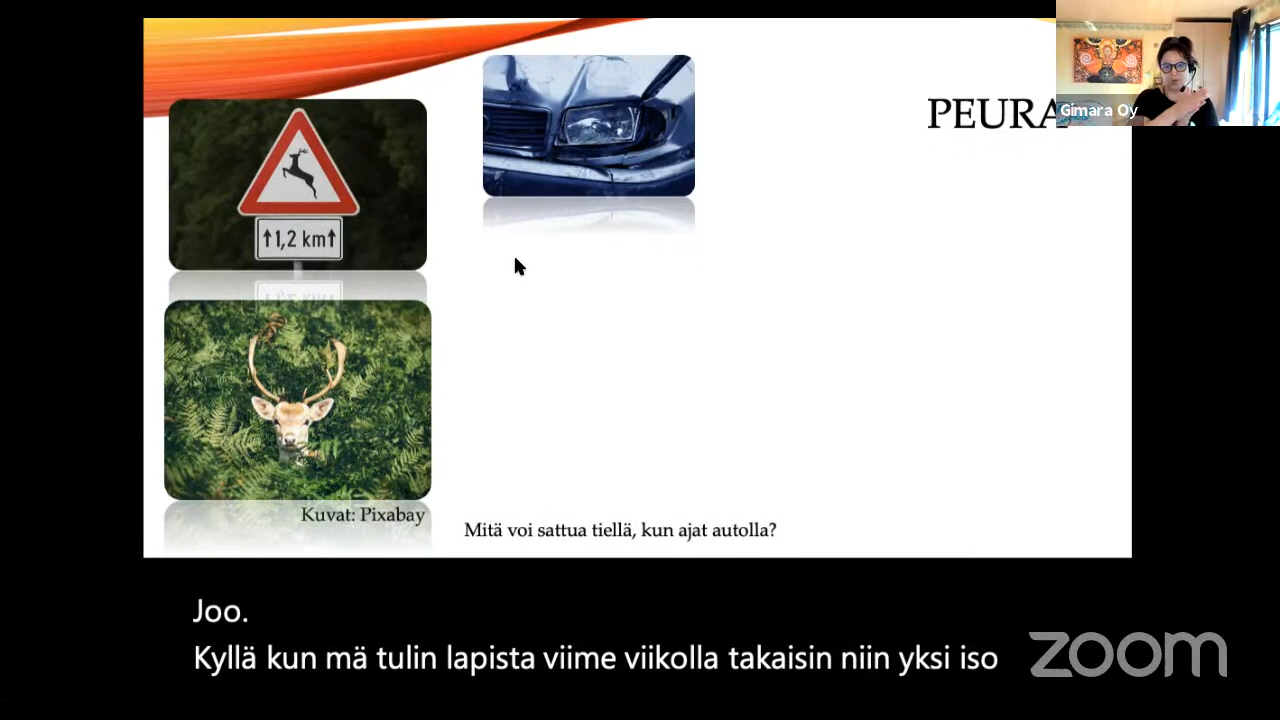 PEURA
Gimara Oy
↑1,2 km↑
Kuvat: Pixabay
Mitä voi sattua tiellä, kun ajat autolla?
Joo.
Kyllä kun mä tulin lapista viime viikolla takaisin niin yksi iso
zoom